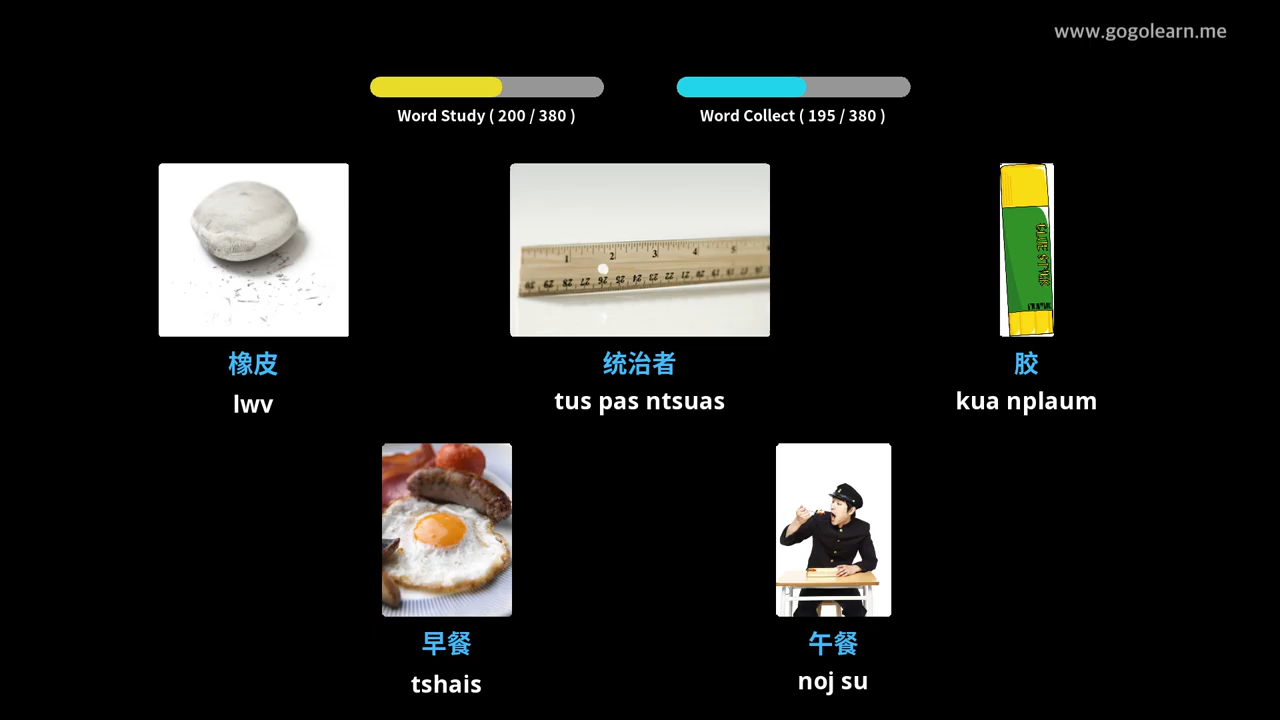 www.gogolearn.me
Word Study ( 200 / 380 )
Word Collect ( 195 / 380 )
橡皮
lwv
统治者
tus pas ntsuas
胶
kua nplaum
早餐
tshais
午餐
noj su